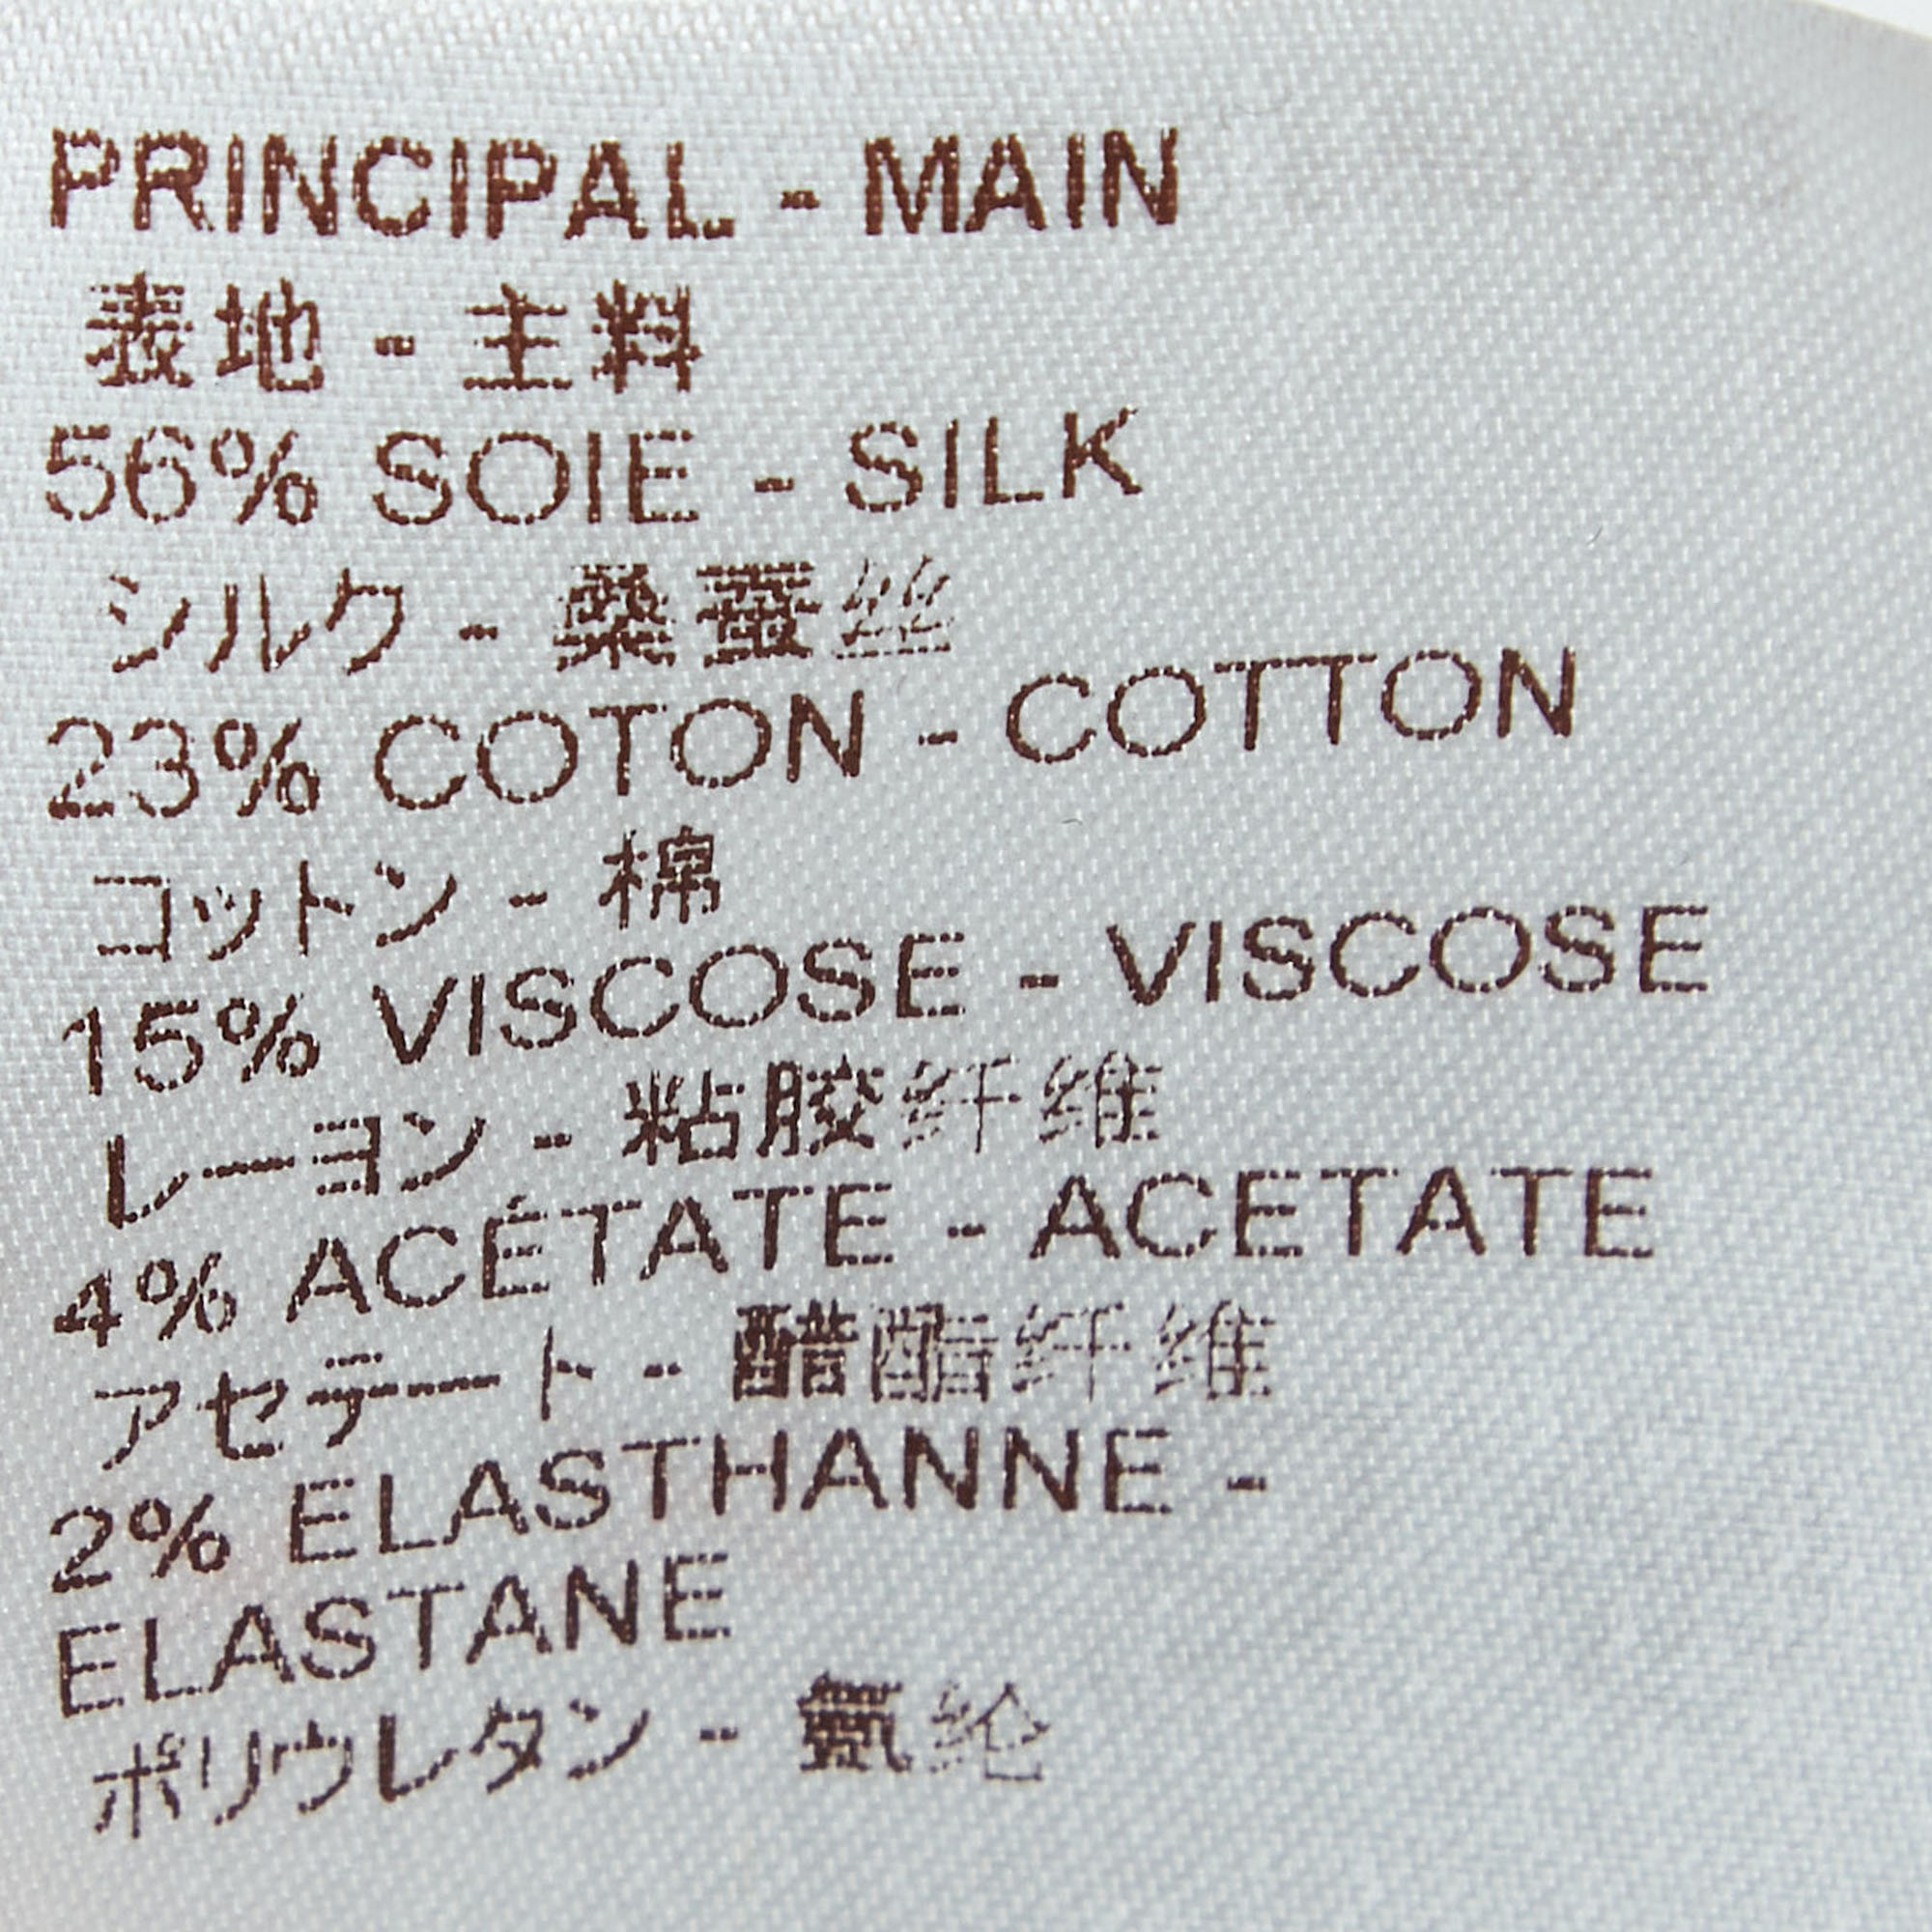 PRINCIPAL - MAIN
表地 - 主料
56% SOIE - SILK
シルク - 桑蚕丝
23% COTON - COTTON
コットン - 棉
15% VISCOSE - VISCOSE
レーヨン - 粘胶纤维
4% ACÉTATE - ACETATE
アセテート - 醋酯纤维
2% ELASTHANNE -
ELASTANE
ポリウレタン - 氨纶